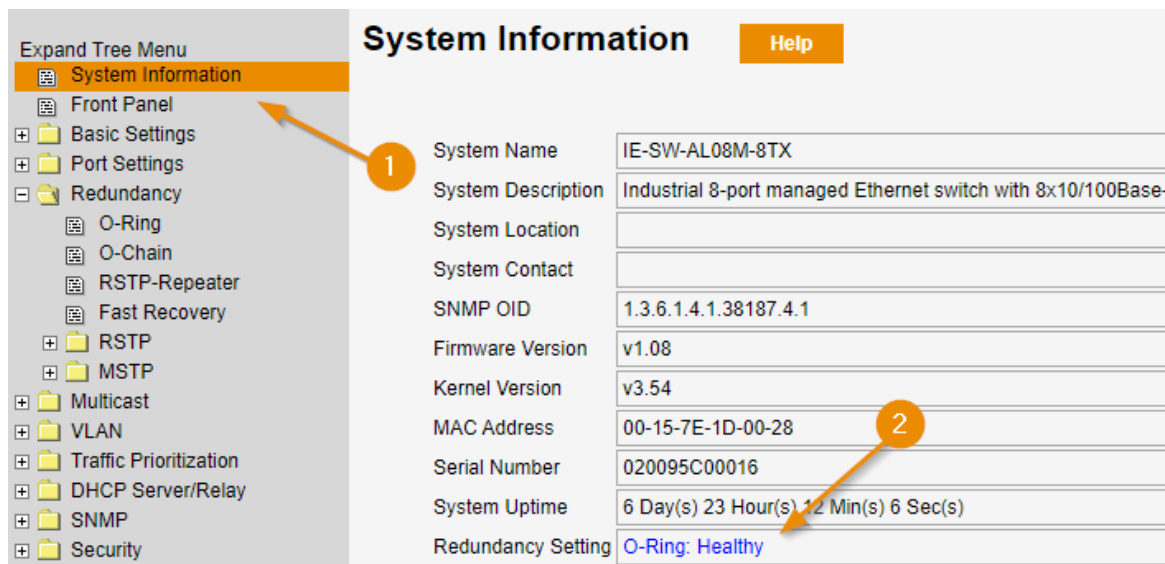 Expand Tree Menu
System Information
Front Panel
Basic Settings
Port Settings
Redundancy
O-Ring
O-Chain
RSTP-Repeater
Fast Recovery
RSTP
MSTP
Multicast
VLAN
Traffic Prioritization
DHCP Server/Relay
SNMP
Security
1
System Information Help
System Name IE-SW-AL08M-8TX
System Description Industrial 8-port managed Ethernet switch with 8x10/100Base-
System Location
System Contact
SNMP OID 1.3.6.1.4.1.38187.4.1
Firmware Version v1.08
Kernel Version v3.54
MAC Address 00-15-7E-1D-00-28
2
Serial Number 020095C00016
System Uptime 6 Day(s) 23 Hour(s) 12 Min(s) 6 Sec(s)
Redundancy Setting O-Ring: Healthy